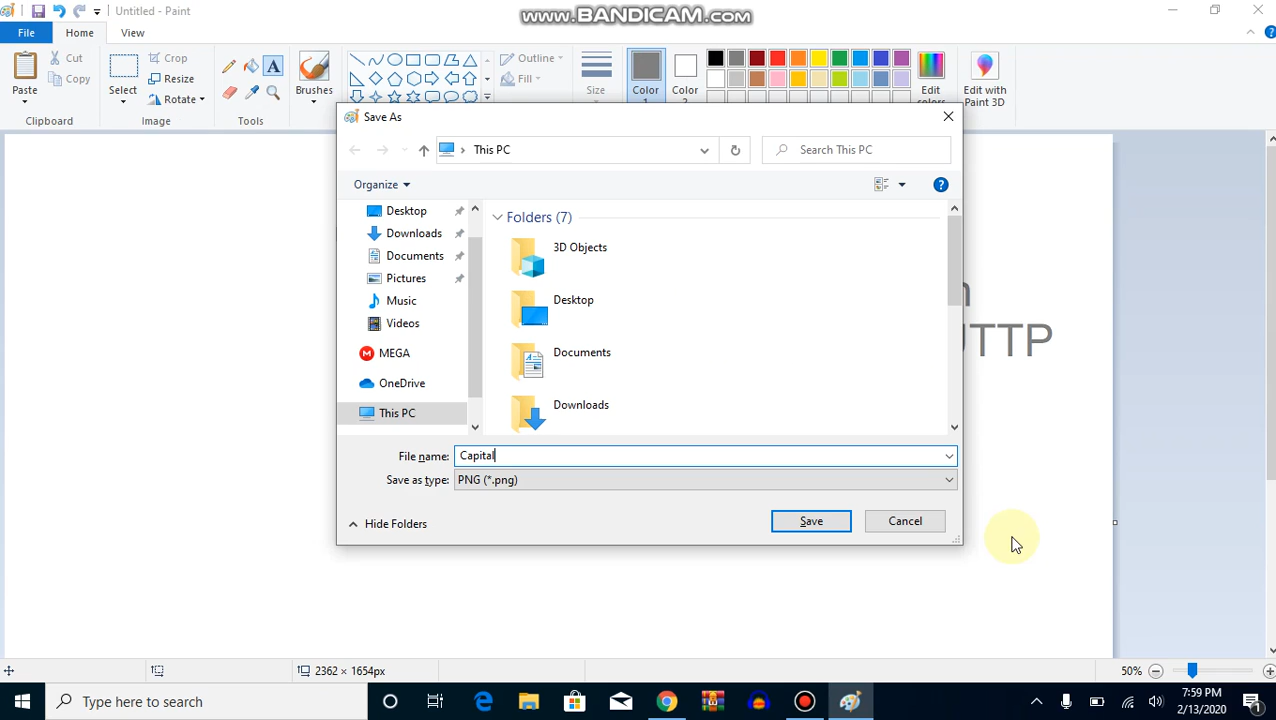 www.BANDICAM.com
Untitled - Paint
File
Home
View
Paste
Cut
Copy
Clipboard
Select
Crop
Resize
Rotate
Image
A
Tools
Brushes
Outline
Fill
Size
Color
1
Color
2
Edit
colors
Edit with
Paint 3D
Save As
This PC
Search This PC
Organize
Desktop
Downloads
Documents
Pictures
Music
Videos
MEGA
OneDrive
This PC
Folders (7)
3D Objects
Desktop
Documents
Downloads
TTP
File name:
Capital
Save as type:
PNG (*.png)
Hide Folders
Save
Cancel
2362 × 1654px
50%
Type here to search
7:59 PM
2/13/2020
1